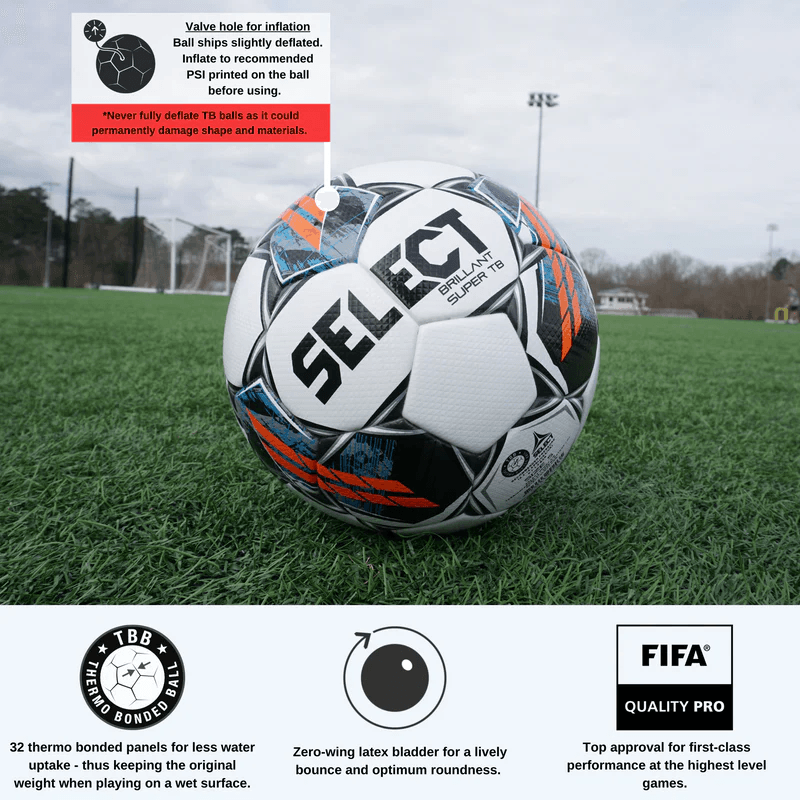 Valve hole for inflation
Ball ships slightly deflated.
Inflate to recommended
PSI printed on the ball
before using.
*Never fully deflate TB balls as it could
permanently damage shape and materials.
SELECT
BRILLANT
SUPER TB
SELECT
TBB
THERMO BONDED BALL
FIFA®
QUALITY PRO
32 thermo bonded panels for less water
uptake - thus keeping the original
weight when playing on a wet surface.
Zero-wing latex bladder for a lively
bounce and optimum roundness.
Top approval for first-class
performance at the highest level
games.